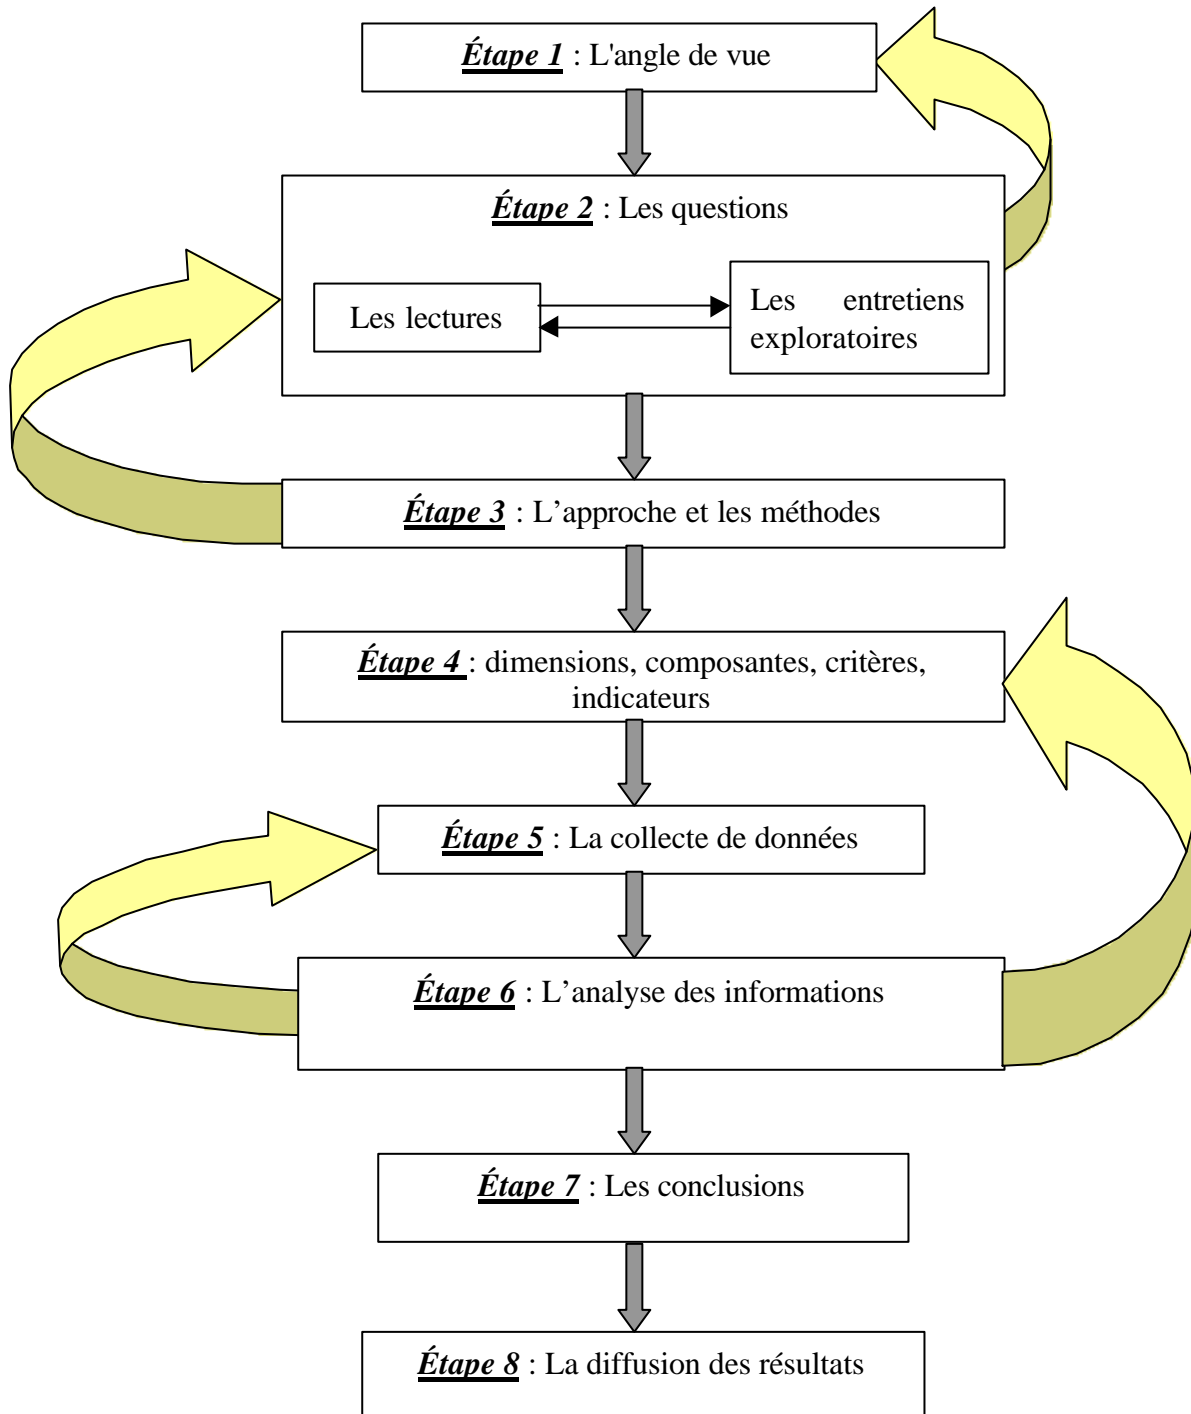 Étape 1 : L'angle de vue
Étape 2 : Les questions
Les lectures
Les entretiens
exploratoires
Étape 3 : L’approche et les méthodes
Étape 4 : dimensions, composantes, critères,
indicateurs
Étape 5 : La collecte de données
Étape 6 : L’analyse des informations
Étape 7 : Les conclusions
Étape 8 : La diffusion des résultats